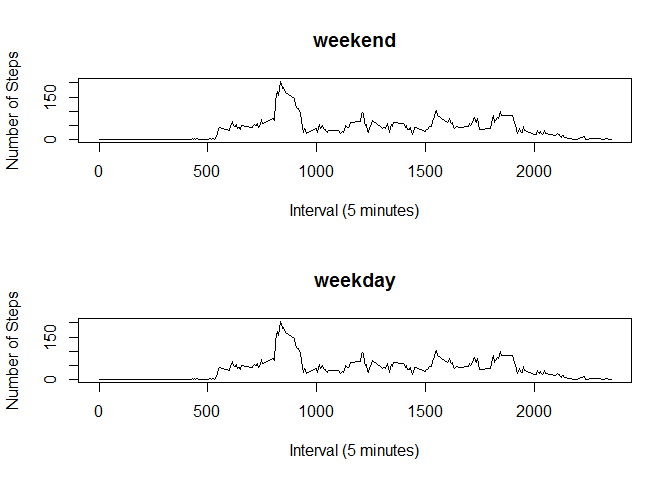 weekend
Number of Steps
0 150
0 500 1000 1500 2000
Interval (5 minutes)
weekday
Number of Steps
0 150
0 500 1000 1500 2000
Interval (5 minutes)